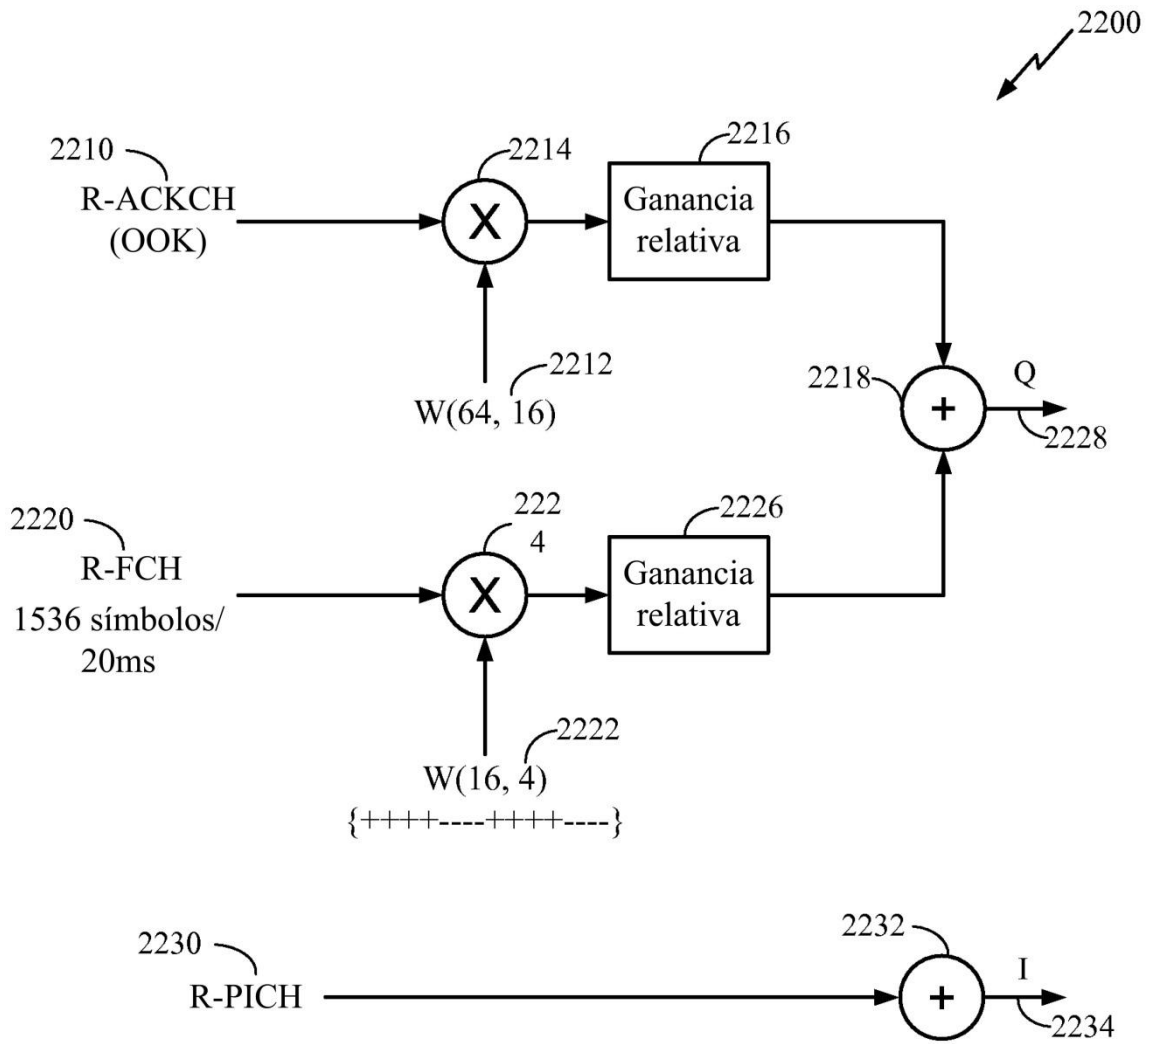 2200
2210
R-ACKCH
(OOK)
2214
X
2216
Ganancia
relativa
2212
W(64, 16)
2218
+
Q
2228
2220
R-FCH
1536 símbolos/
20ms
222
4
X
2226
Ganancia
relativa
2222
W(16, 4)
{++++----++++----}
2230
R-PICH
2232
+
I
2234